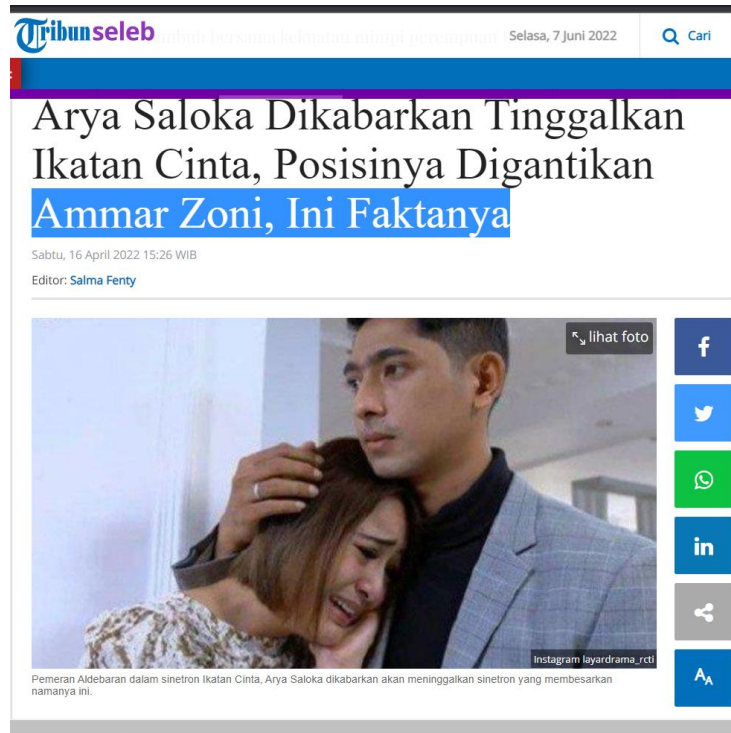 Tribunseleb
Selasa, 7 Juni 2022
Cari
Arya Saloka Dikabarkan Tinggalkan
Ikatan Cinta, Posisinya Digantikan
Ammar Zoni, Ini Faktanya
Sabtu, 16 April 2022 15:26 WIB
Editor: Salma Fenty
lihat foto
Instagram layardrama_rcti
Pemeran Aldebaran dalam sinetron Ikatan Cinta, Arya Saloka dikabarkan akan meninggalkan sinetron yang membesarkan
namanya ini.
AA